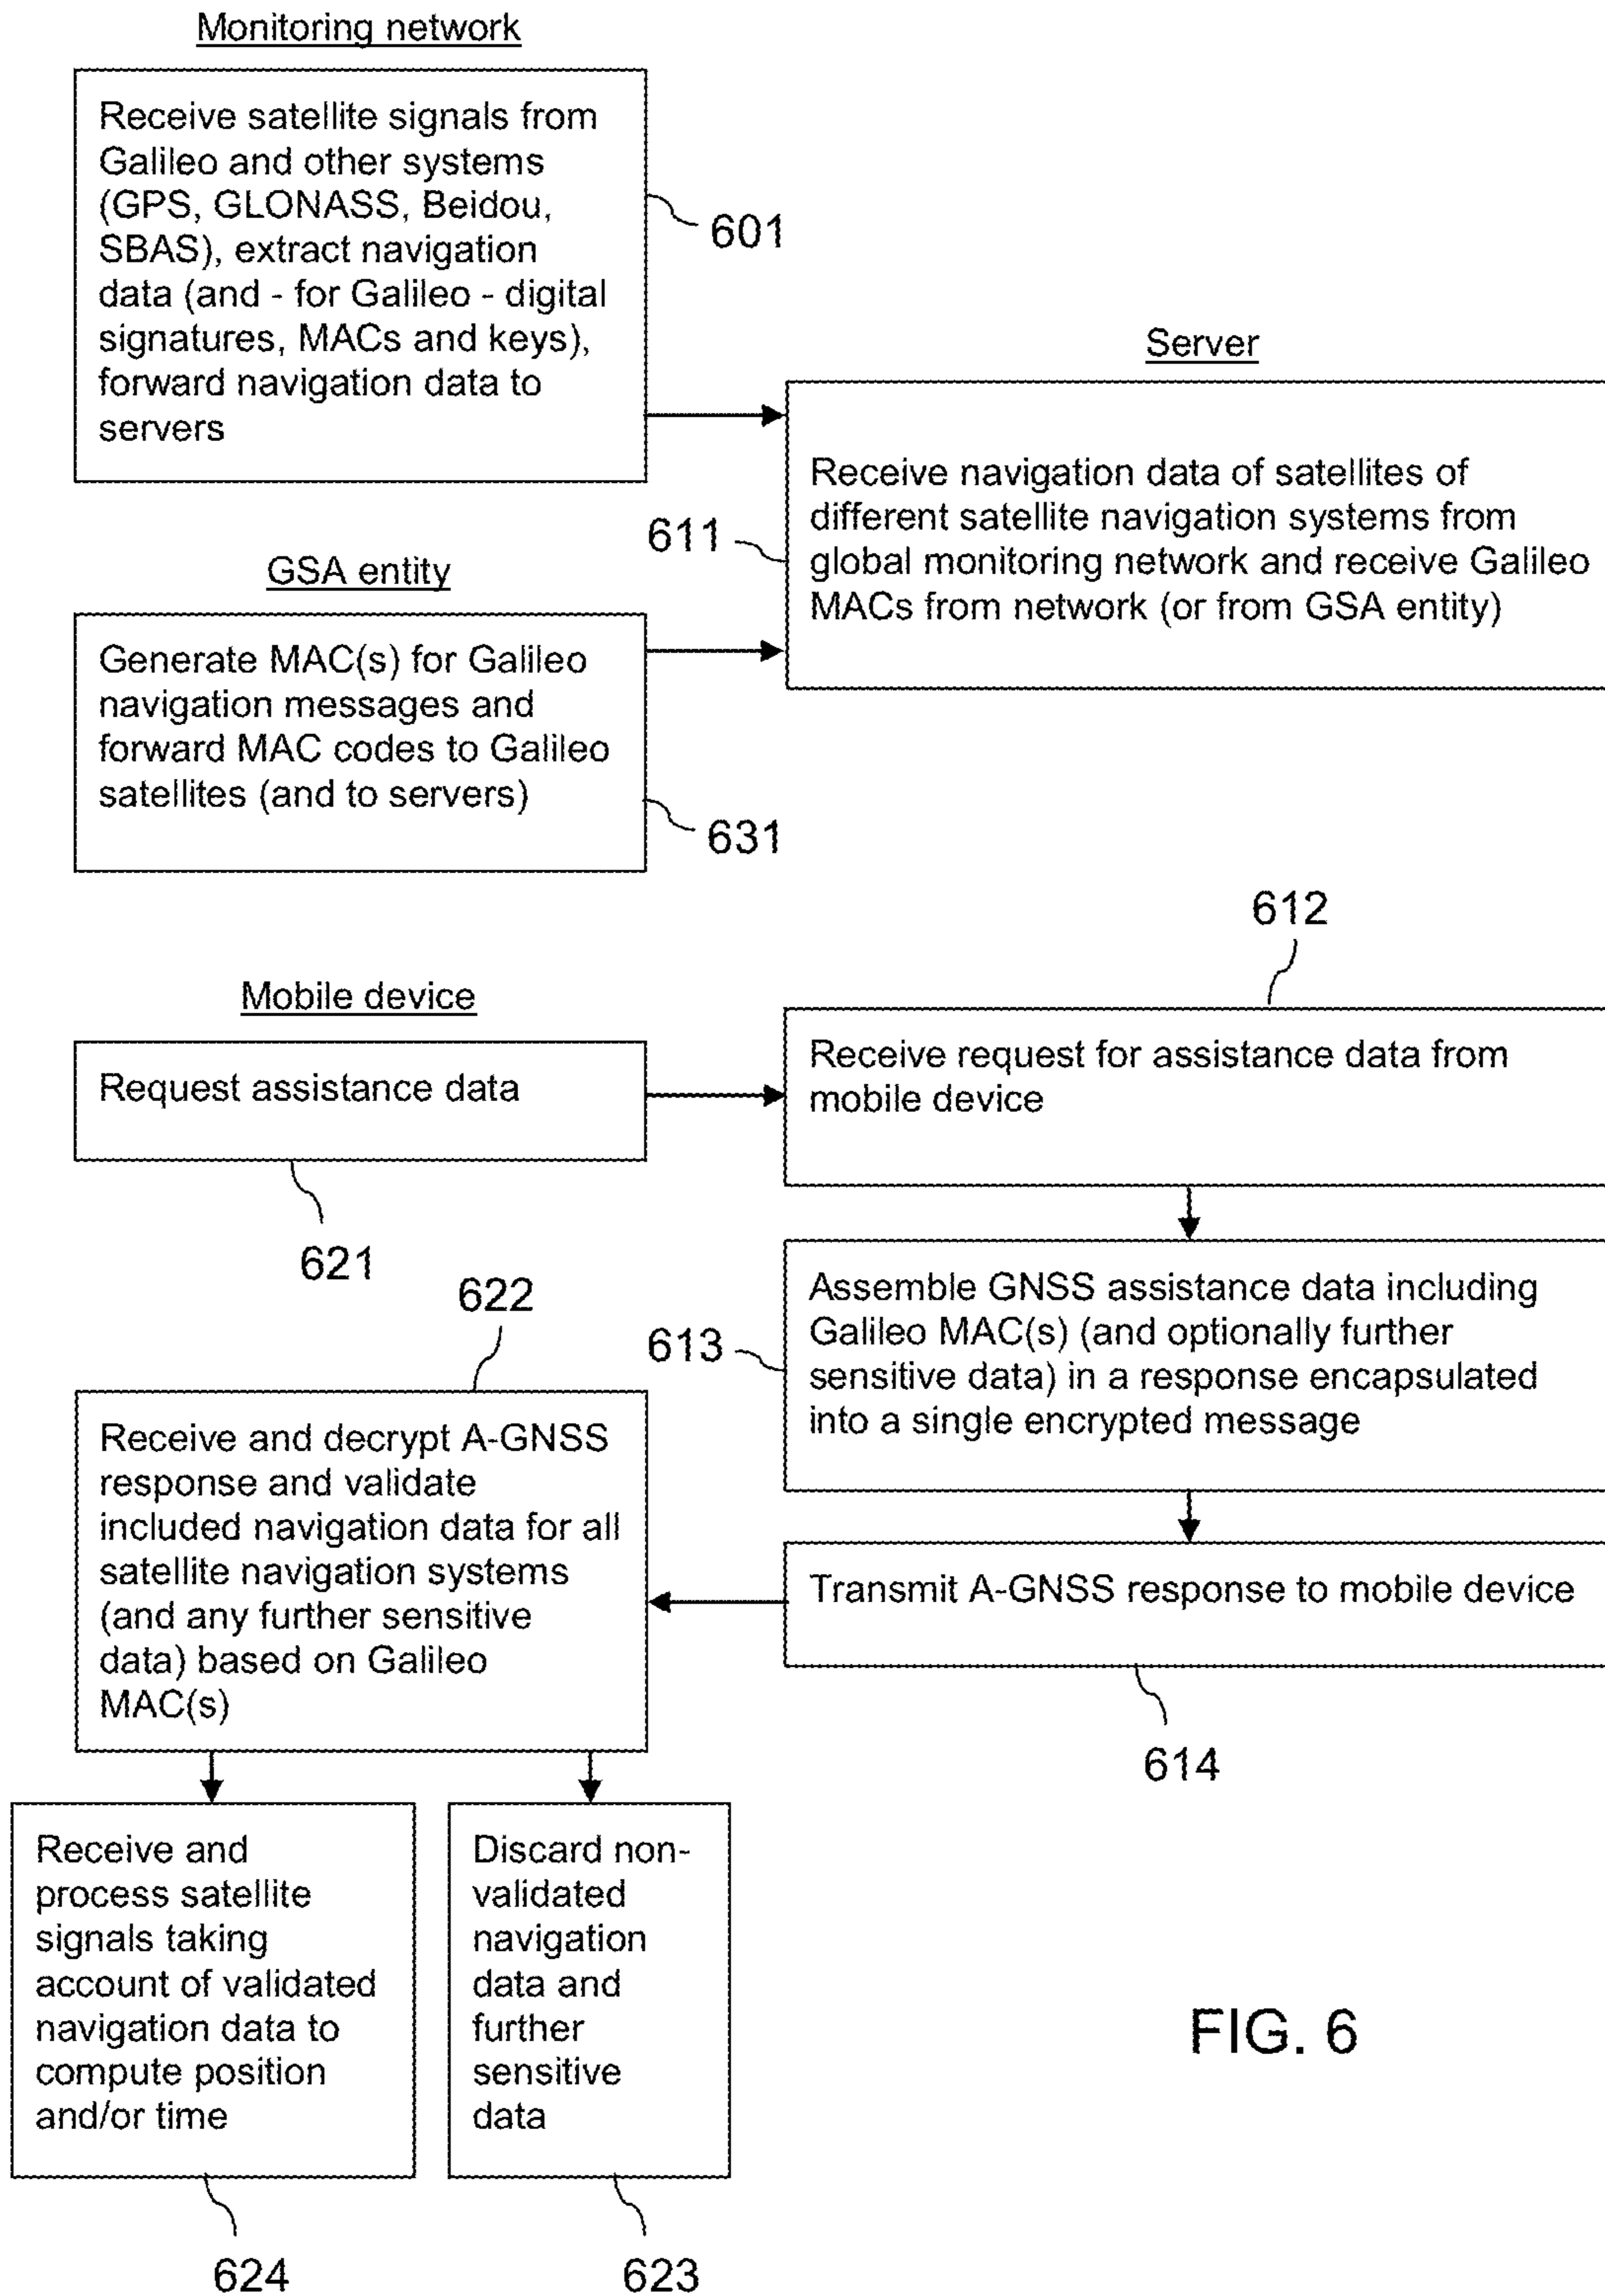 Monitoring network
Receive satellite signals from
Galileo and other systems
(GPS, GLONASS, Beidou,
SBAS), extract navigation
data (and - for Galileo - digital
signatures, MACs and keys),
forward navigation data to
servers
601
Server
Receive navigation data of satellites of
different satellite navigation systems from
global monitoring network and receive Galileo
MACs from network (or from GSA entity)
611
GSA entity
Generate MAC(s) for Galileo
navigation messages and
forward MAC codes to Galileo
satellites (and to servers)
631
612
Mobile device
Request assistance data
621
Receive request for assistance data from
mobile device
622
613
Assemble GNSS assistance data including
Galileo MAC(s) (and optionally further
sensitive data) in a response encapsulated
into a single encrypted message
Receive and decrypt A-GNSS
response and validate
included navigation data for all
satellite navigation systems
(and any further sensitive
data) based on Galileo
MAC(s)
Transmit A-GNSS response to mobile device
614
Receive and
process satellite
signals taking
account of validated
navigation data to
compute position
and/or time
Discard non-
validated
navigation
data and
further
sensitive
data
FIG. 6
624
623